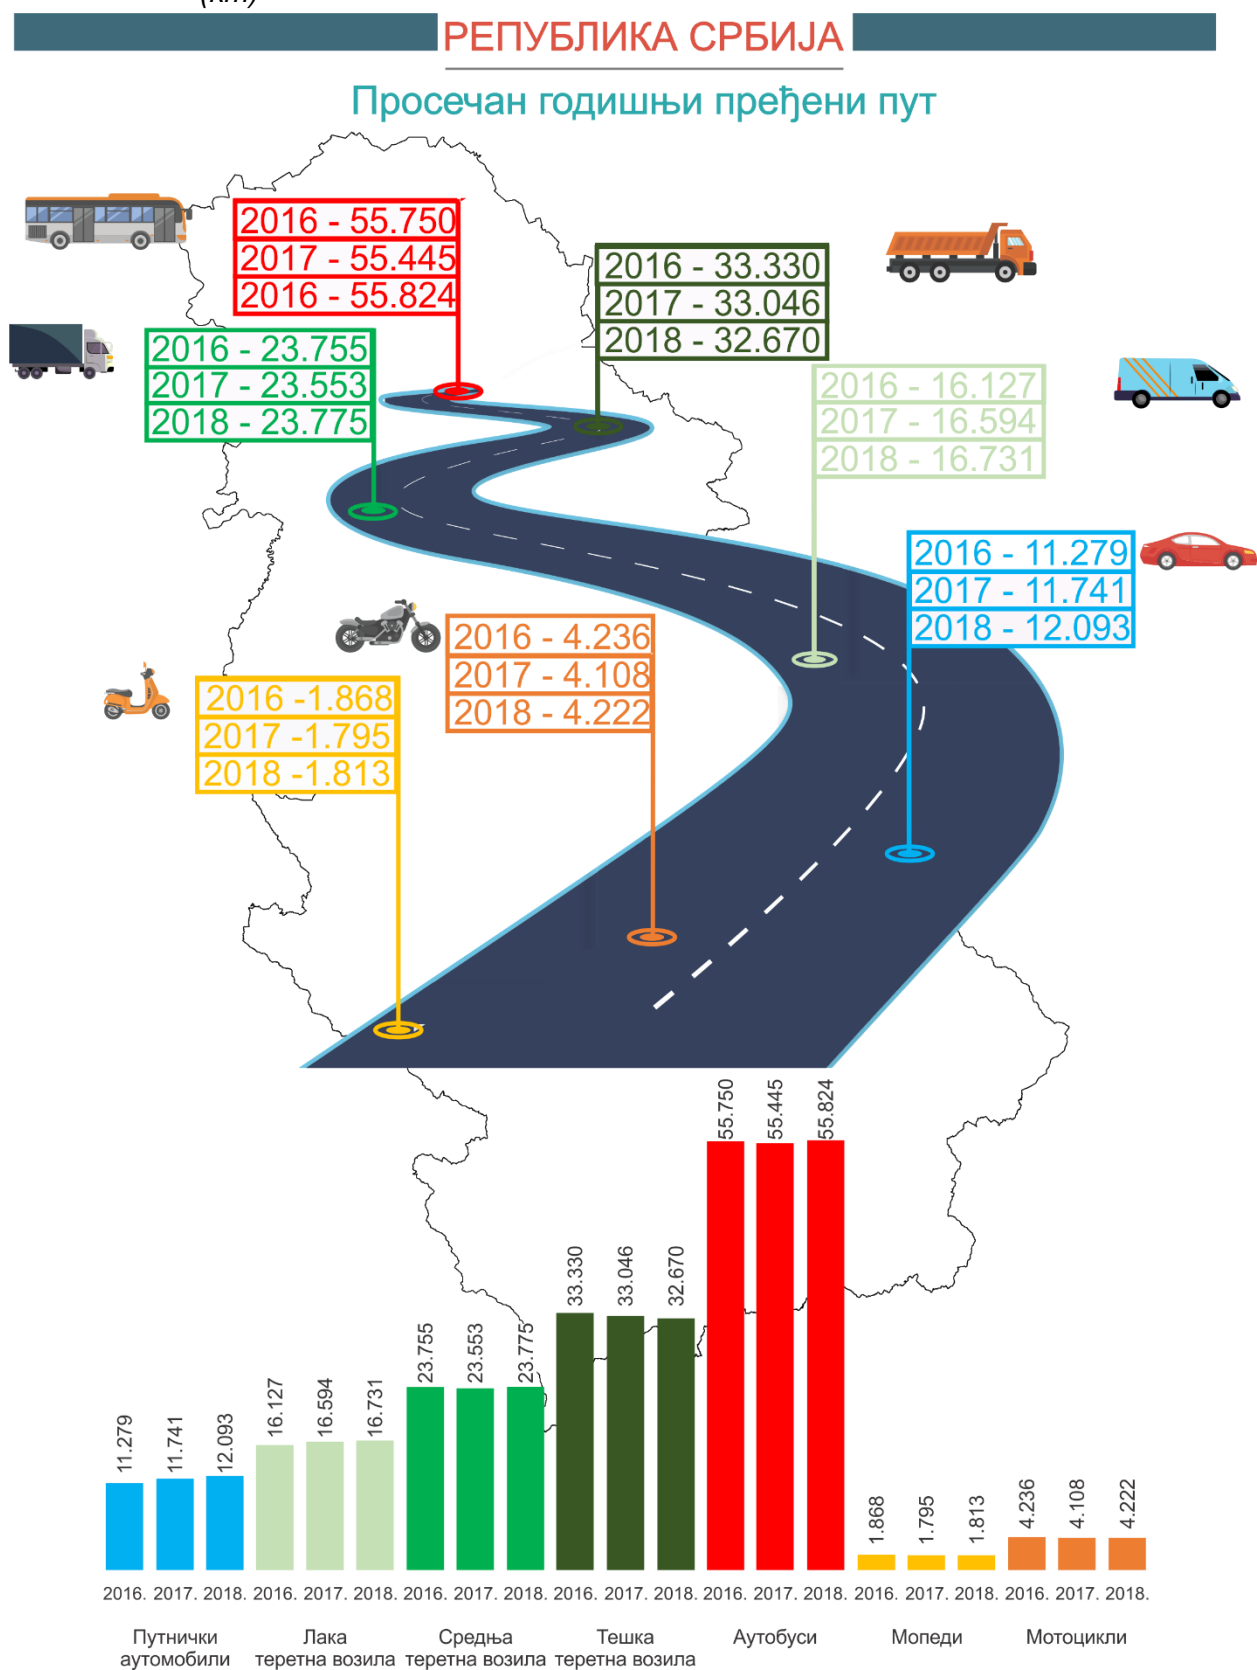 (km)
РЕПУБЛИКА СРБИЈА
Просечан годишњи пређени пут
2016 - 55.750
2017 - 55.445
2016 - 55.824
2016 - 33.330
2017 - 33.046
2018 - 32.670
2016 - 23.755
2017 - 23.553
2018 - 23.775
2016 - 16.127
2017 - 16.594
2018 - 16.731
2016 - 11.279
2017 - 11.741
2018 - 12.093
2016 - 4.236
2017 - 4.108
2018 - 4.222
2016 -1.868
2017 -1.795
2018 -1.813
11.279 11.741 12.093 16.127 16.594 16.731 23.755 23.553 23.775 33.330 33.046 32.670 55.750 55.445 55.824 1.868 1.795 1.813 4.236 4.108 4.222
2016. 2017. 2018. 2016. 2017. 2018. 2016. 2017. 2018. 2016. 2017. 2018. 2016. 2017. 2018. 2016. 2017. 2018. 2016. 2017. 2018.
Путнички Лака Средња Тешка Аутобуси Мопеди Мотоцикли
аутомобили теретна возила теретна возила теретна возила